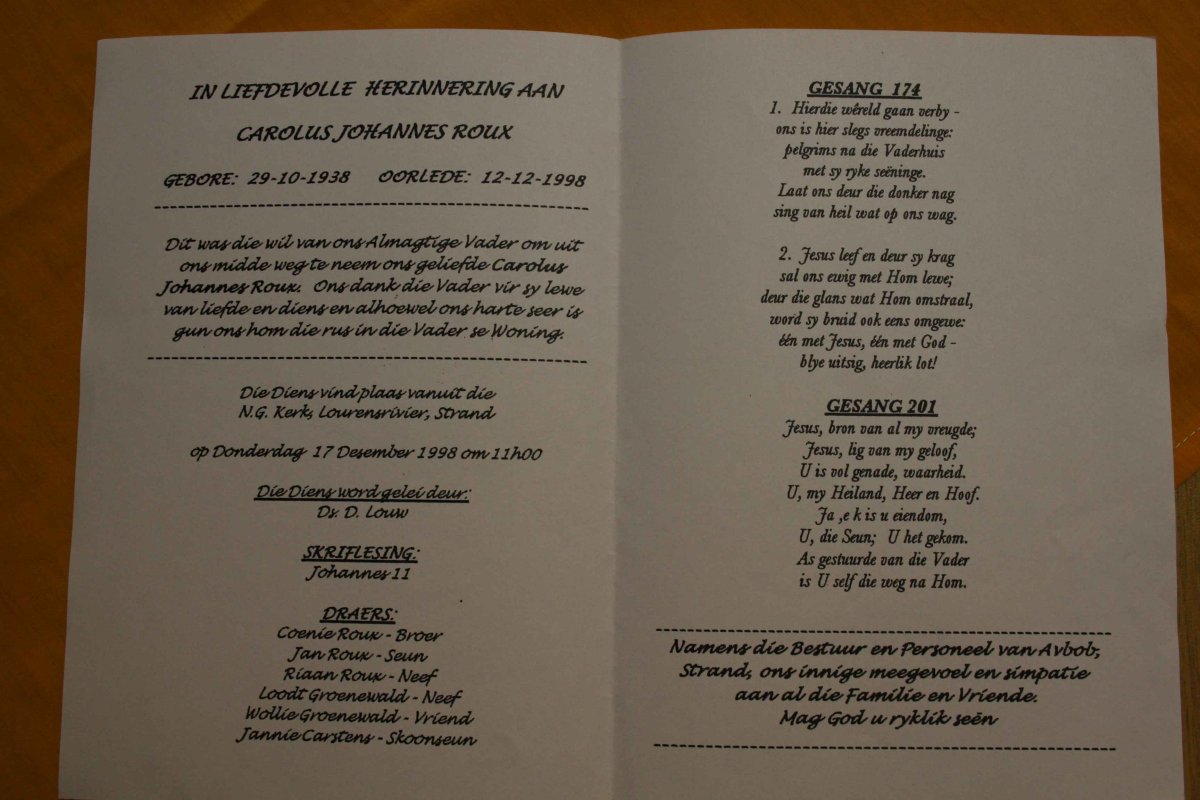 IN LIEFDEVOLLE HERINNERING AAN
CAROLUS JOHANNES ROUX
GEBORE: 29-10-1938 OORLEDE: 12-12-1998
Dit was die wil van ons Almagtige Vader om uit
ons midde weg te neem ons geliefde Carolus
Johannes Roux. Ons dank die Vader vir sy lewe
van liefde en diens en alhoewel ons harte seer is
gun ons hom die rus in die Vader se Woning.
Die Diens vind plaas vanuit die
N.G. Kerk, Lourensrivier, Strand
op Donderdag 17 Desember 1998 om 11h00
Die Diens word gelei deur:
Ds. D. Louw
SKRIFLESING:
Johannes 11
DRAERS:
Coenie Roux - Broer
Jan Roux - Seun
Riaan Roux - Neef
Loodt Groenewald - Neef
Wollie Groenewald - Vriend
Jannie Carstens - Skoonseun
GESANG 174
1. Hierdie wêreld gaan verby -
ons is hier slegs vreemdelinge:
pelgrims na die Vaderhuis
met sy ryke seëninge.
Laat ons deur die donker nag
sing van heil wat op ons wag.
2. Jesus leef en deur sy krag
sal ons ewig met Hom lewe;
deur die glans wat Hom omstraal,
word sy bruid ook eens omgewe:
één met Jesus, één met God -
blye uitsig, heerlik lot!
GESANG 201
Jesus, bron van al my vreugde;
Jesus, lig van my geloof,
U is vol genade, waarheid.
U, my Heiland, Heer en Hoof.
Ja ,e k is u eiendom,
U, die Seun; U het gekom.
As gestuurde van die Vader
is U self die weg na Hom.
Namens die Bestuur en Personeel van Avbob,
Strand, ons innige meegevoel en simpatie
aan al die Familie en Vriende.
Mag God u ryklik seën